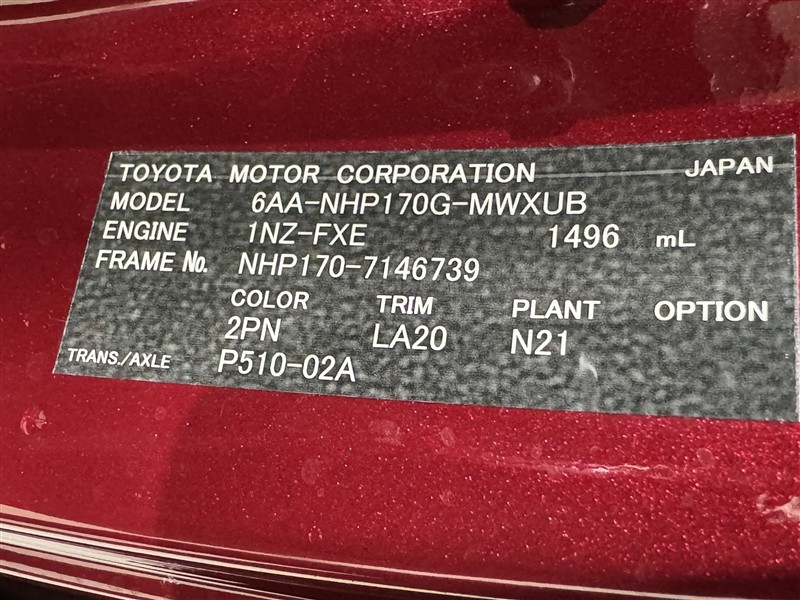 TOYOTA MOTOR CORPORATION JAPAN
MODEL 6AA-NHP170G-MWXUB
ENGINE 1NZ-FXE 1496 mL
FRAME No. NHP170-7146739
COLOR TRIM PLANT OPTION
2PN LA20 N21
TRANS./AXLE P510-02A